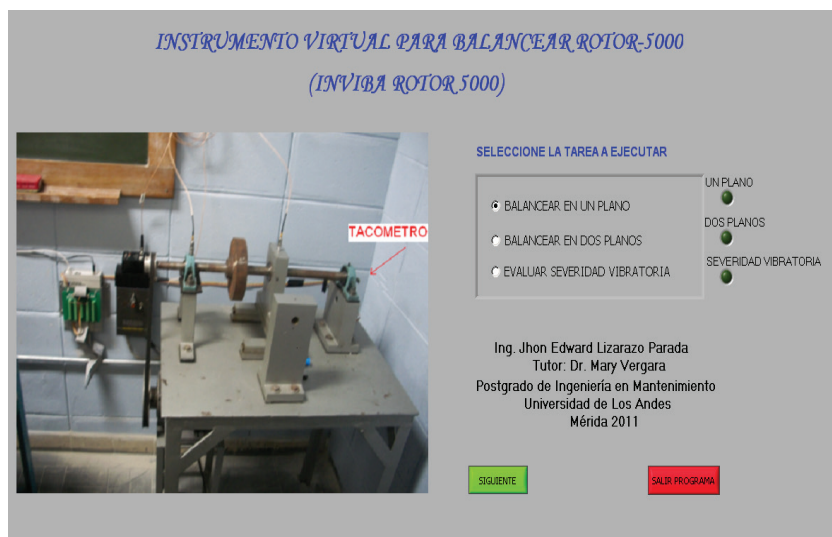 INSTRUMENTO VIRTUAL PARA BALANCEAR ROTOR-5000
(INVIBA ROTOR 5000)
TACOMETRO
SELECCIONE LA TAREA A EJECUTAR
BALANCEAR EN UN PLANO
BALANCEAR EN DOS PLANOS
EVALUAR SEVERIDAD VIBRATORIA
UN PLANO
DOS PLANOS
SEVERIDAD VIBRATORIA
Ing. Jhon Edward Lizarazo Parada
Tutor: Dr. Mary Vergara
Postgrado de Ingeniería en Mantenimiento
Universidad de Los Andes
Mérida 2011
SIGUIENTE
SALIR PROGRAMA